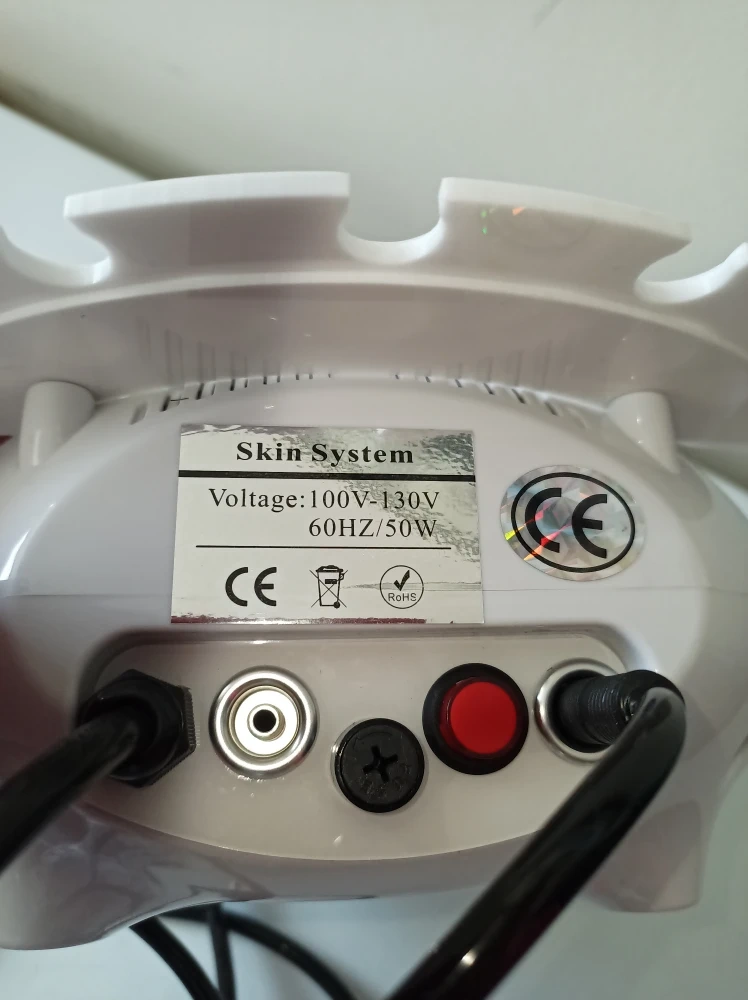 Skin System
Voltage:100V-130V
60HZ/50W
CE
RoHS
CE